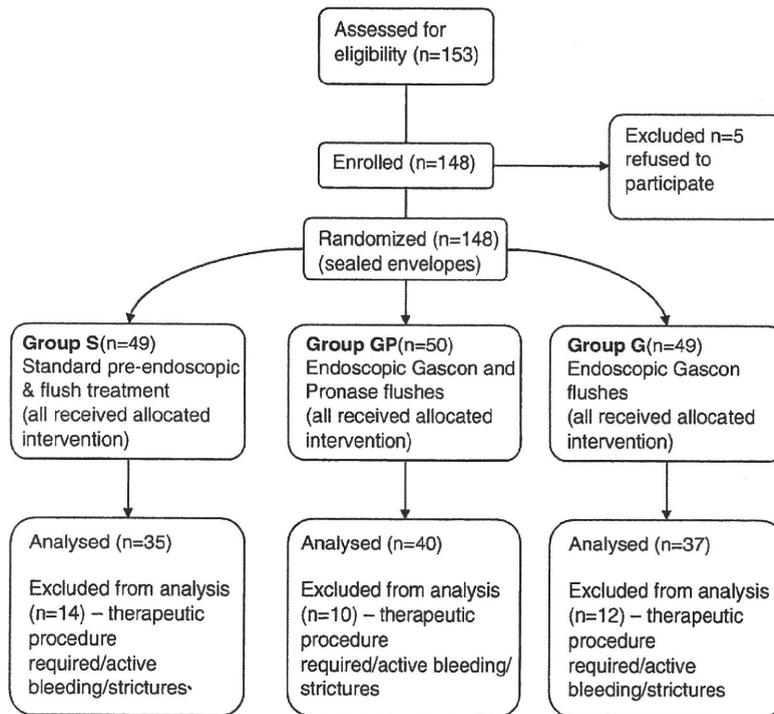 Assessed for
eligibility (n=153)
Excluded n=5
refused to
participate
Enrolled (n=148)
Randomized (n=148)
(sealed envelopes)
Group S(n=49)
Standard pre-endoscopic
& flush treatment
(all received allocated
intervention)
Group GP(n=50)
Endoscopic Gascon and
Pronase flushes
(all received allocated
intervention)
Group G(n=49)
Endoscopic Gascon
flushes
(all received allocated
intervention)
Analysed (n=35)
Excluded from analysis
(n=14) – therapeutic
procedure
required/active
bleeding/strictures
Analysed (n=40)
Excluded from analysis
(n=10) – therapeutic
procedure
required/active bleeding/
strictures
Analysed (n=37)
Excluded from analysis
(n=12) – therapeutic
procedure
required/active
bleeding/strictures